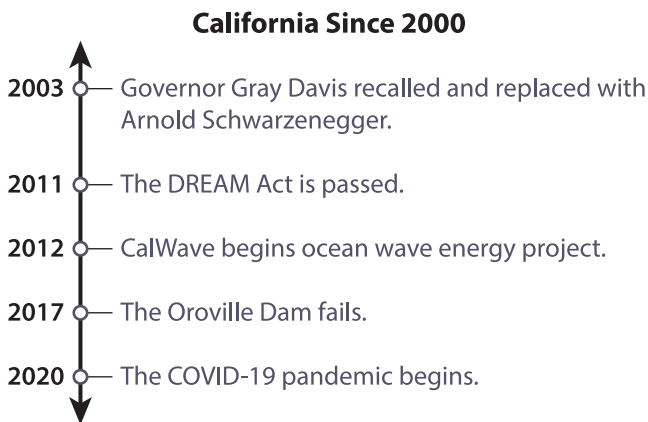 California Since 2000
2003 Governor Gray Davis recalled and replaced with
Arnold Schwarzenegger.
2011 The DREAM Act is passed.
2012 CalWave begins ocean wave energy project.
2017 The Oroville Dam fails.
2020 The COVID-19 pandemic begins.